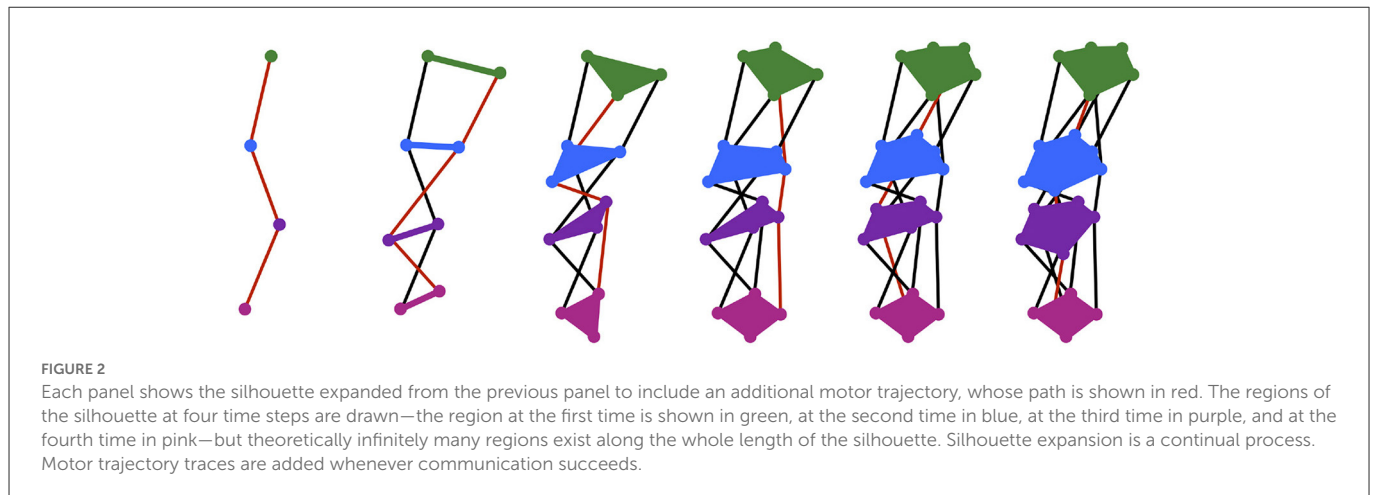 FIGURE 2
Each panel shows the silhouette expanded from the previous panel to include an additional motor trajectory, whose path is shown in red. The regions of
the silhouette at four time steps are drawn—the region at the first time is shown in green, at the second time in blue, at the third time in purple, and at the
fourth time in pink—but theoretically infinitely many regions exist along the whole length of the silhouette. Silhouette expansion is a continual process.
Motor trajectory traces are added whenever communication succeeds.